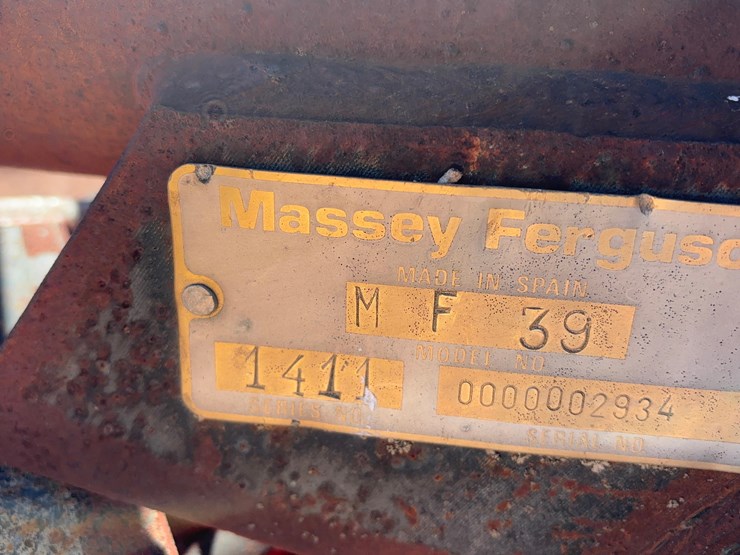 Massey Fergus
MADE IN SPAIN
M F 39
MODEL NO
1411 0000002934
SERIES NO SERIAL NO